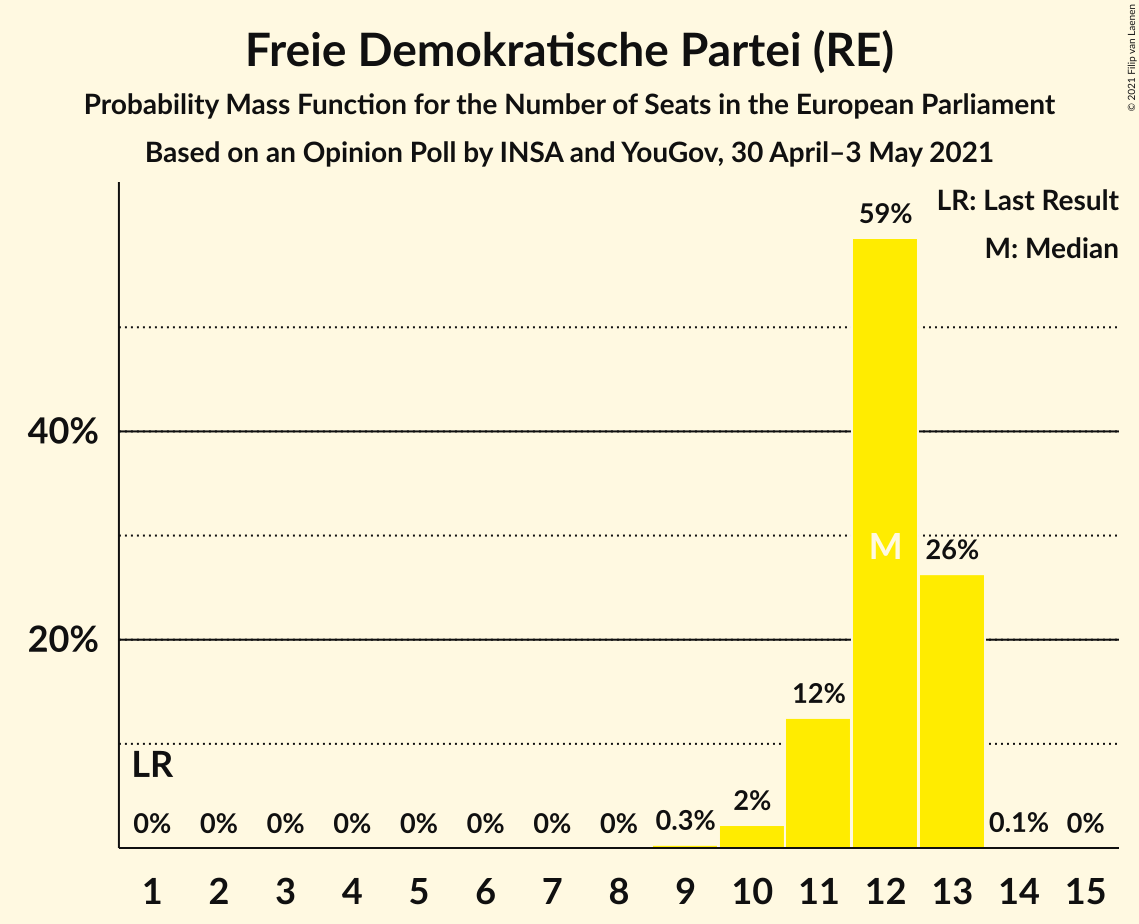 Freie Demokratische Partei (RE)
Probability Mass Function for the Number of Seats in the European Parliament
Based on an Opinion Poll by INSA and YouGov, 30 April–3 May 2021
© 2021 Filip van Laenen
LR: Last Result
M: Median
59%
40%
M
26%
20%
12%
LR
0% 0% 0% 0% 0% 0% 0% 0% 0.3% 2% 0.1% 0%
1 2 3 4 5 6 7 8 9 10 11 12 13 14 15